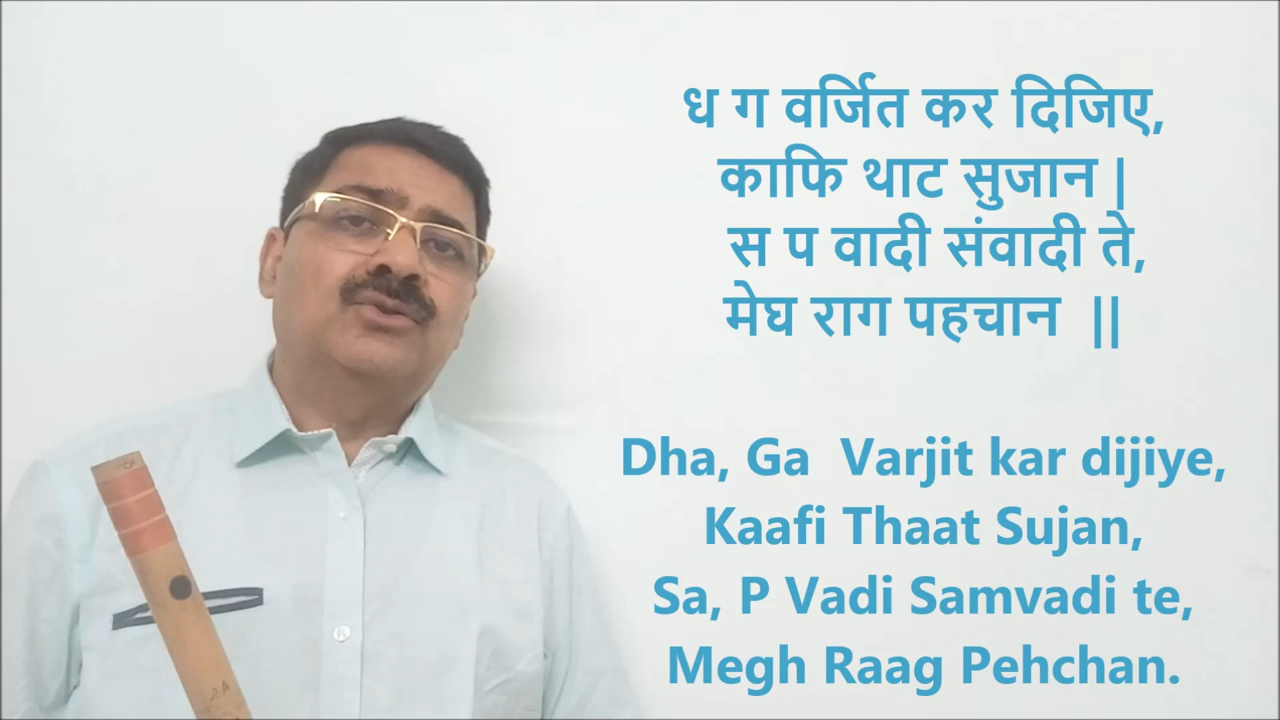 ध ग वर्जित कर दिजिए,
काफि थाट सुजान |
स प वादी संवादी ते,
मेघ राग पहचान ||
Dha, Ga Varjit kar dijiye,
Kaafi Thaat Sujan,
Sa, P Vadi Samvadi te,
Megh Raag Pehchan.